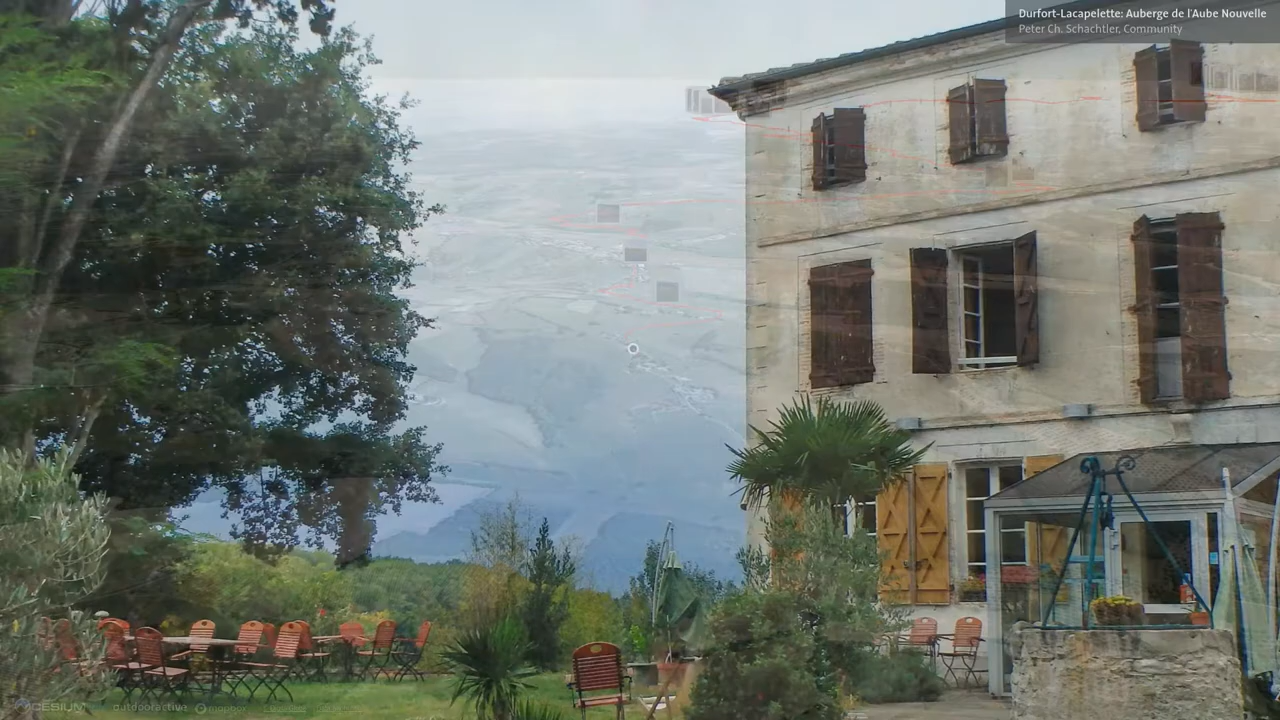 Durfort-Lacapelette: Auberge de l'Aube Nouvelle
Peter Ch. Schachtler, Community
CESIUM outdooractive mapbox